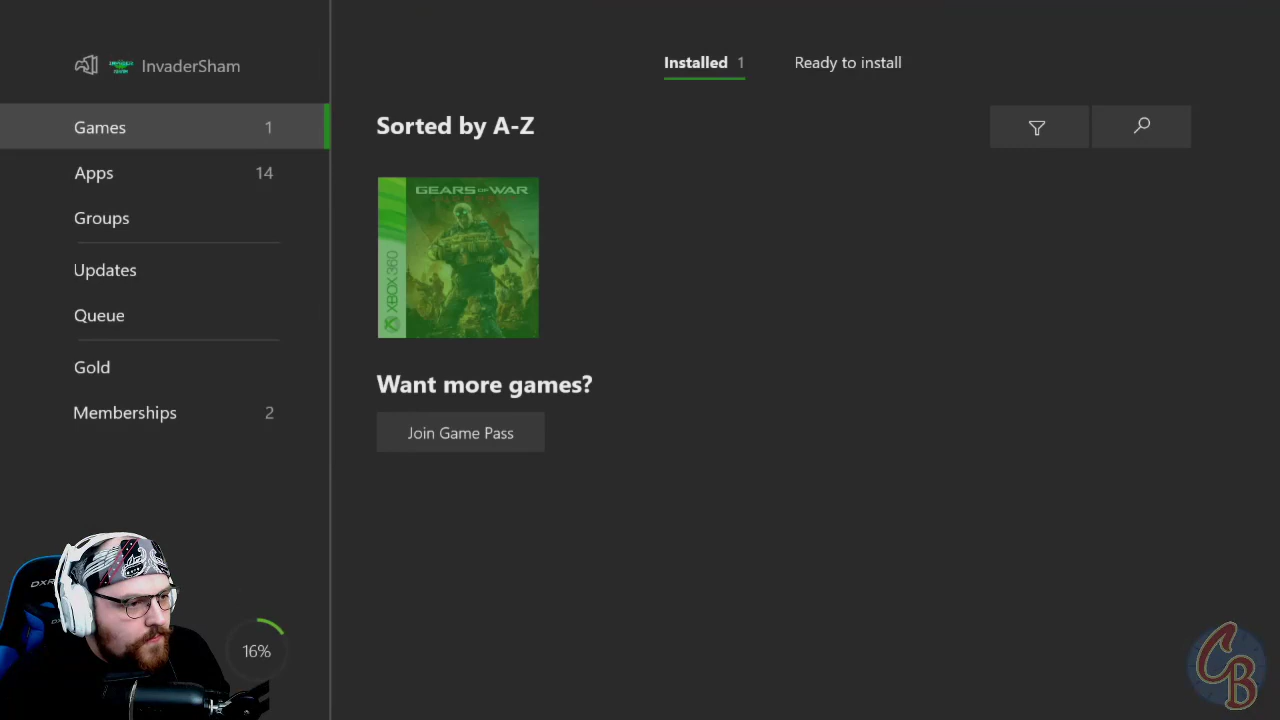 InvaderSham
Games 1
Apps 14
Groups
Updates
Queue
Gold
Memberships 2
Installed 1
Ready to install
Sorted by A-Z
GEARS OF WAR
XBOX 360
Want more games?
Join Game Pass
DXR
16%
CB